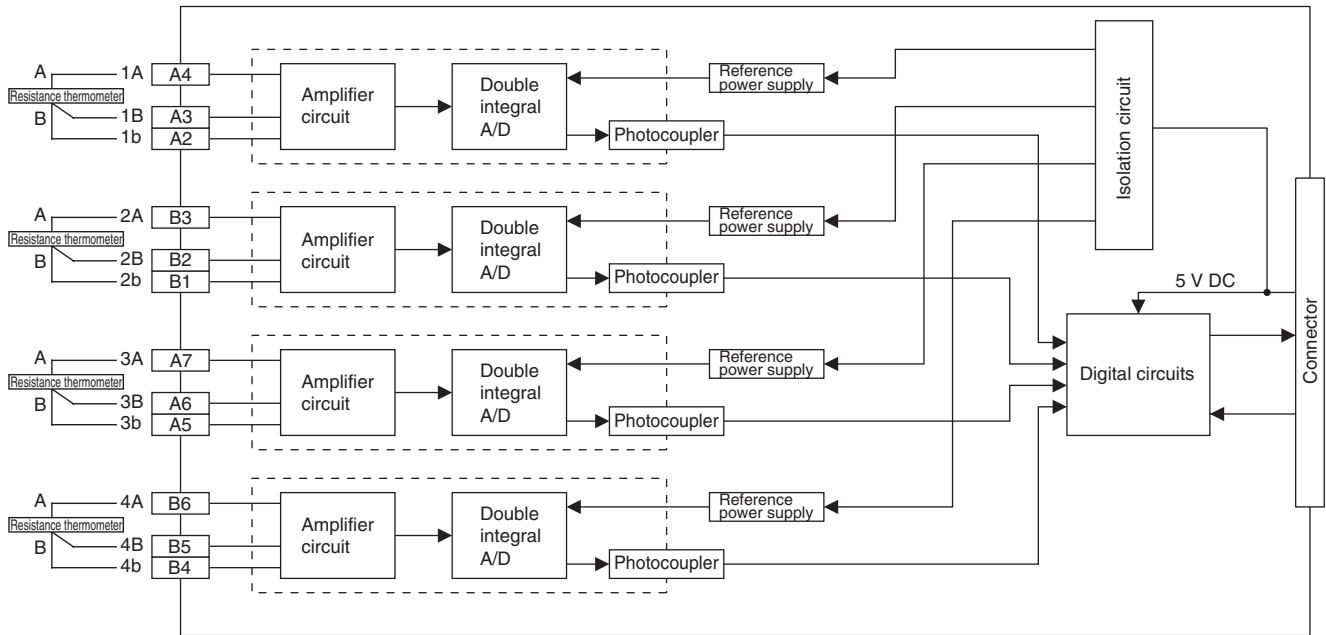 A
1A
A4
Resistance thermometer
B
1B
A3
1b
A2
Amplifier
circuit
Double
integral
A/D
Reference
power supply
Photocoupler
Isolation circuit
A
2A
B3
Resistance thermometer
B
2B
B2
2b
B1
Amplifier
circuit
Double
integral
A/D
Reference
power supply
Photocoupler
5 V DC
Connector
Digital circuits
A
3A
A7
Resistance thermometer
B
3B
A6
3b
A5
Amplifier
circuit
Double
integral
A/D
Reference
power supply
Photocoupler
A
4A
B6
Resistance thermometer
B
4B
B5
4b
B4
Amplifier
circuit
Double
integral
A/D
Reference
power supply
Photocoupler